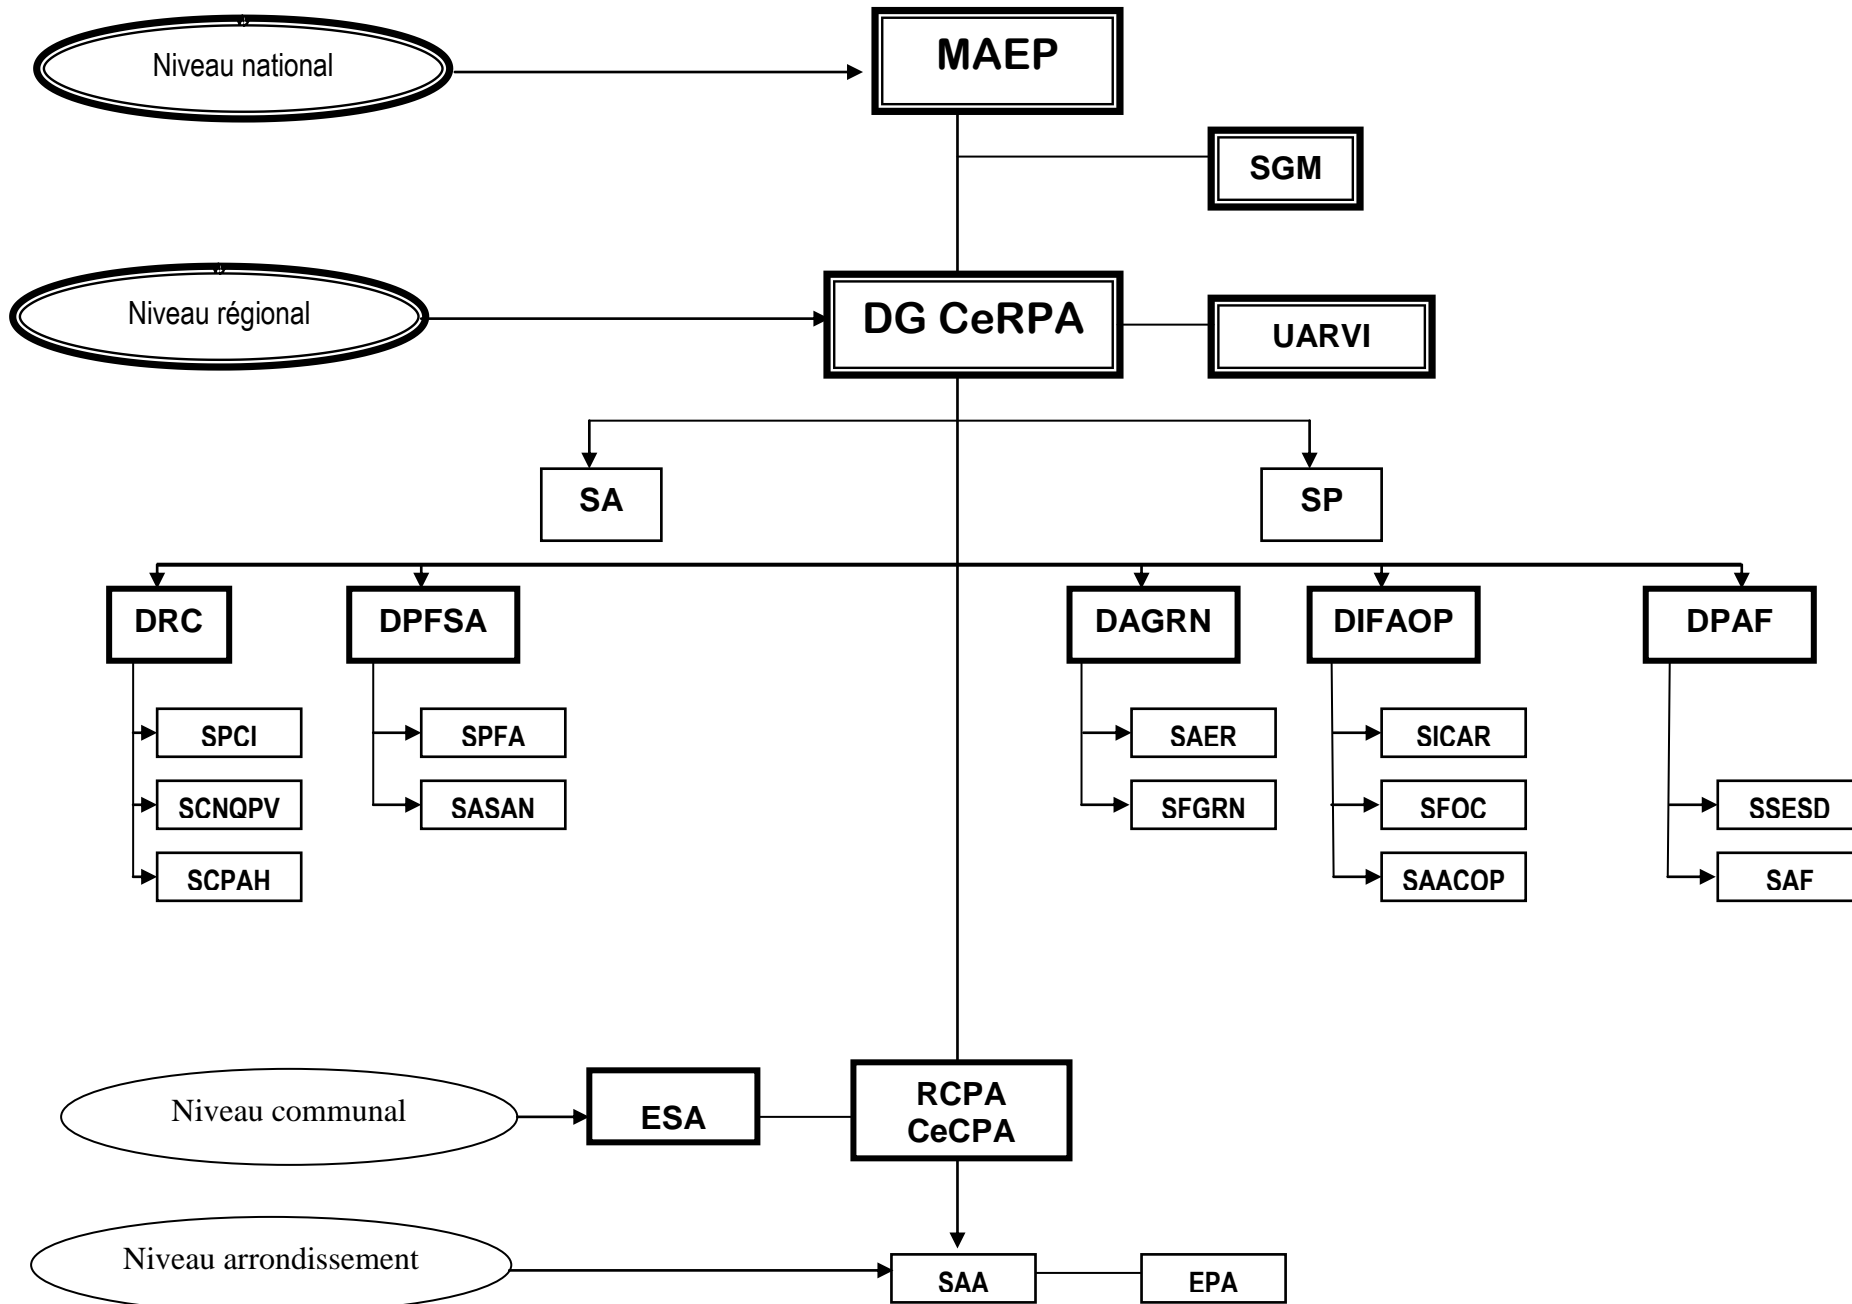 Niveau national
MAEP
SGM
Niveau régional
DG CeRPA
UARVI
SA
SP
DRC
DPFSA
DAGRN
DIFAOP
DPAF
SPCI
SPFA
SAER
SICAR
SCNQPV
SASAN
SFGRN
SFOC
SSESD
SCPAH
SAACOP
SAF
Niveau communal
ESA
RCPA
CeCPA
Niveau arrondissement
SAA
EPA